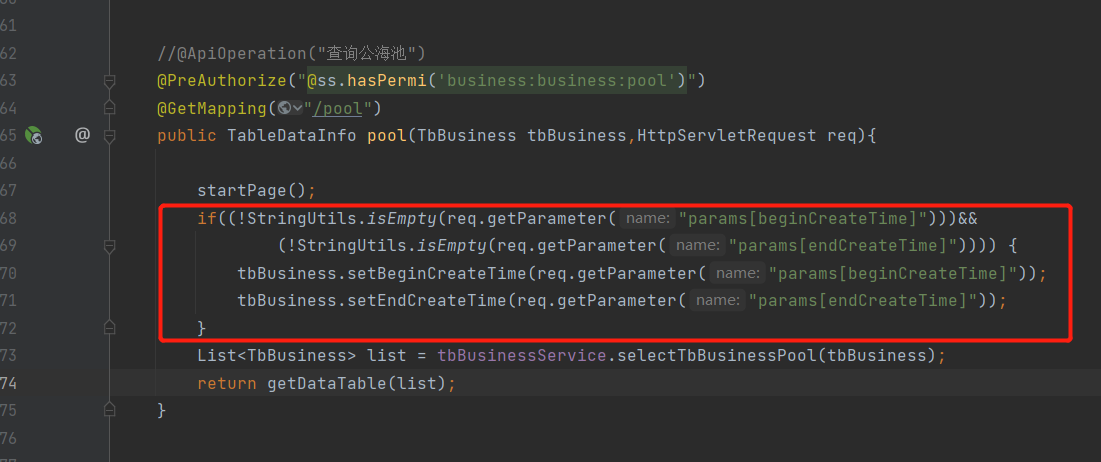 61
62 //@ApiOperation("查询公海池")
63 @PreAuthorize("@ss.hasPermi('business:business:pool')")
64 @GetMapping("/pool")
65 @ public TableDataInfo pool(TbBusiness tbBusiness,HttpServletRequest req){
66
67 startPage();
68 if((!StringUtils.isEmpty(req.getParameter( name: "params[beginCreateTime]")))&&
69 (!StringUtils.isEmpty(req.getParameter( name: "params[endCreateTime]")))) {
70 tbBusiness.setBeginCreateTime(req.getParameter( name: "params[beginCreateTime]"));
71 tbBusiness.setEndCreateTime(req.getParameter( name: "params[endCreateTime]"));
72 }
73 List<TbBusiness> list = tbBusinessService.selectTbBusinessPool(tbBusiness);
74 return getDataTable(list);
75 }
76